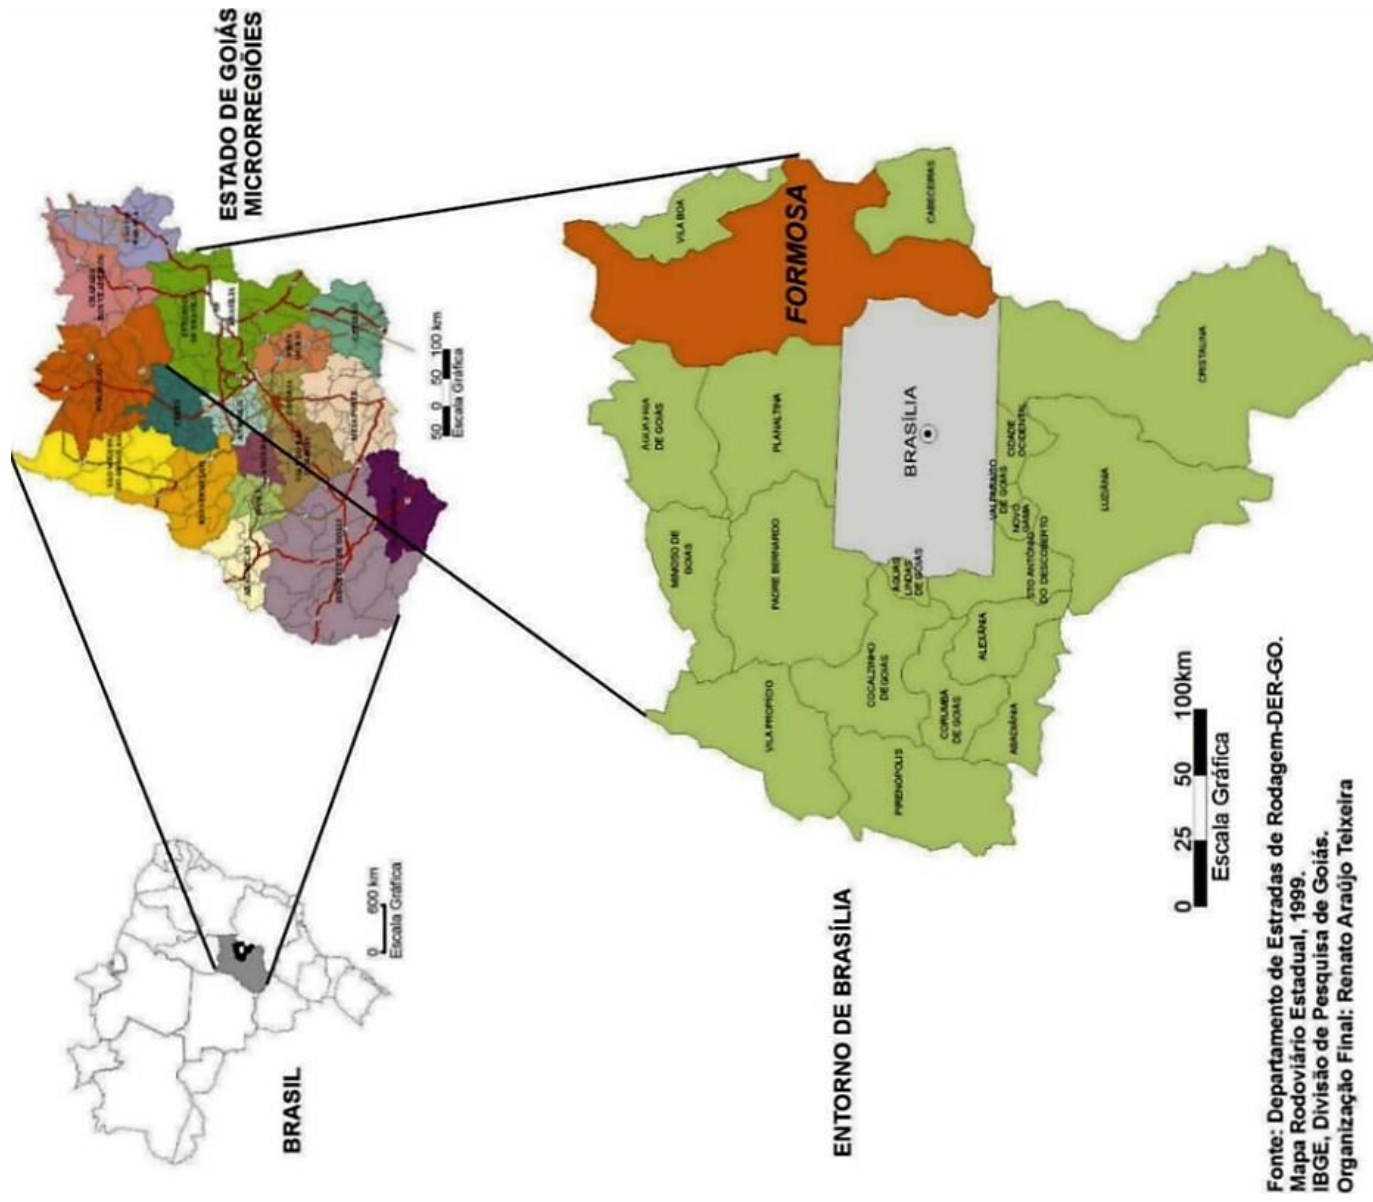 ESTADO DE GOIÁS
MICRORREGIÕIES
BRASIL
0 600 km
Escala Gráfica
50 0 50 100 km
Escala Gráfica
ENTORNO DE BRASÍLIA
VILA BOA
FORMOSA
CABECEIRAS
ÁGUA FRIA
DE GOIÁS
PLANALTINA
BRASÍLIA
MIMOSO DE
GOIÁS
PADRE BERNARDO
ÁGUAS
LINDAS
DE GOIÁS
VILA PROPÍCIO
COCALZINHO
DE GOIÁS
CORUMBÁ
DE GOIÁS
ALEXÂNIA
PIRENÓPOLIS
ABADIÂNIA
STO ANTÔNIO
DO DESCOBERTO
NOVO
GAMA
VALPARAÍZO
DE GOIÁS
CIDADE
OCIDENTAL
LUZIÂNIA
CRISTALINA
0 25 50 100km
Escala Gráfica
Fonte: Departamento de Estradas de Rodagem-DER-GO.
Mapa Rodoviário Estadual, 1999.
IBGE, Divisão de Pesquisa de Goiás.
Organização Final: Renato Araújo Teixeira